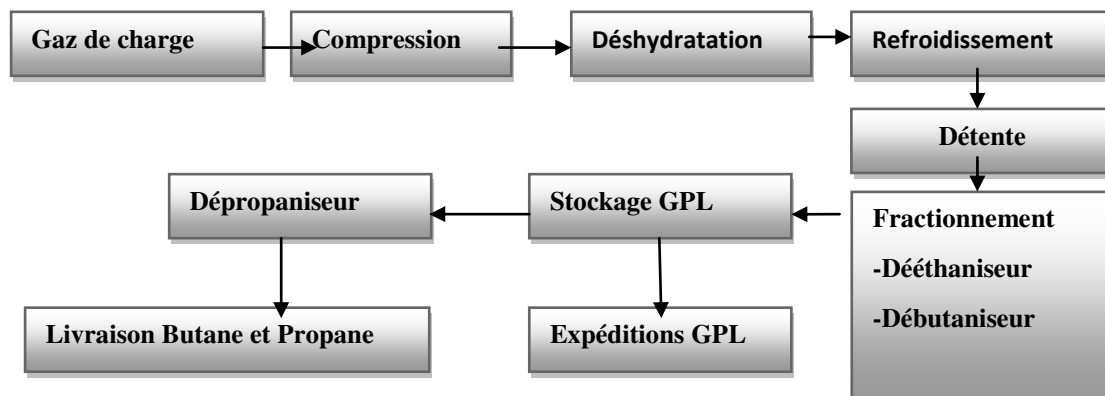 Gaz de charge
Compression
Déshydratation
Refroidissement
Détente
Dépropaniseur
Stockage GPL
Fractionnement
-Dééthaniseur
-Débutaniseur
Livraison Butane et Propane
Expéditions GPL